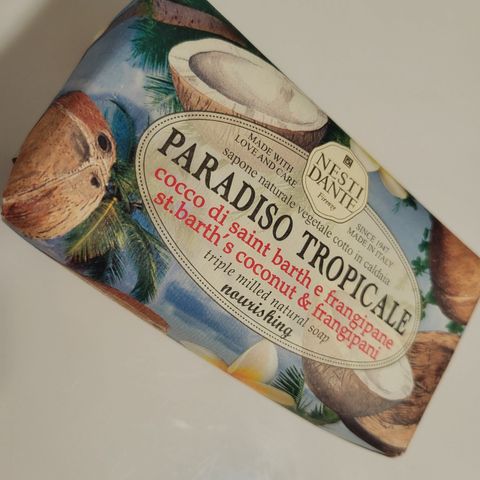 MADE WITH
LOVE AND CARE
NESTI
DANTE
Firenze
SINCE 1947
MADE IN ITALY
sapone naturale vegetale cotto in caldaia
PARADISO TROPICALE
cocco di saint barth e frangipane
st.barth's coconut & frangipani
triple milled natural soap
nourishing